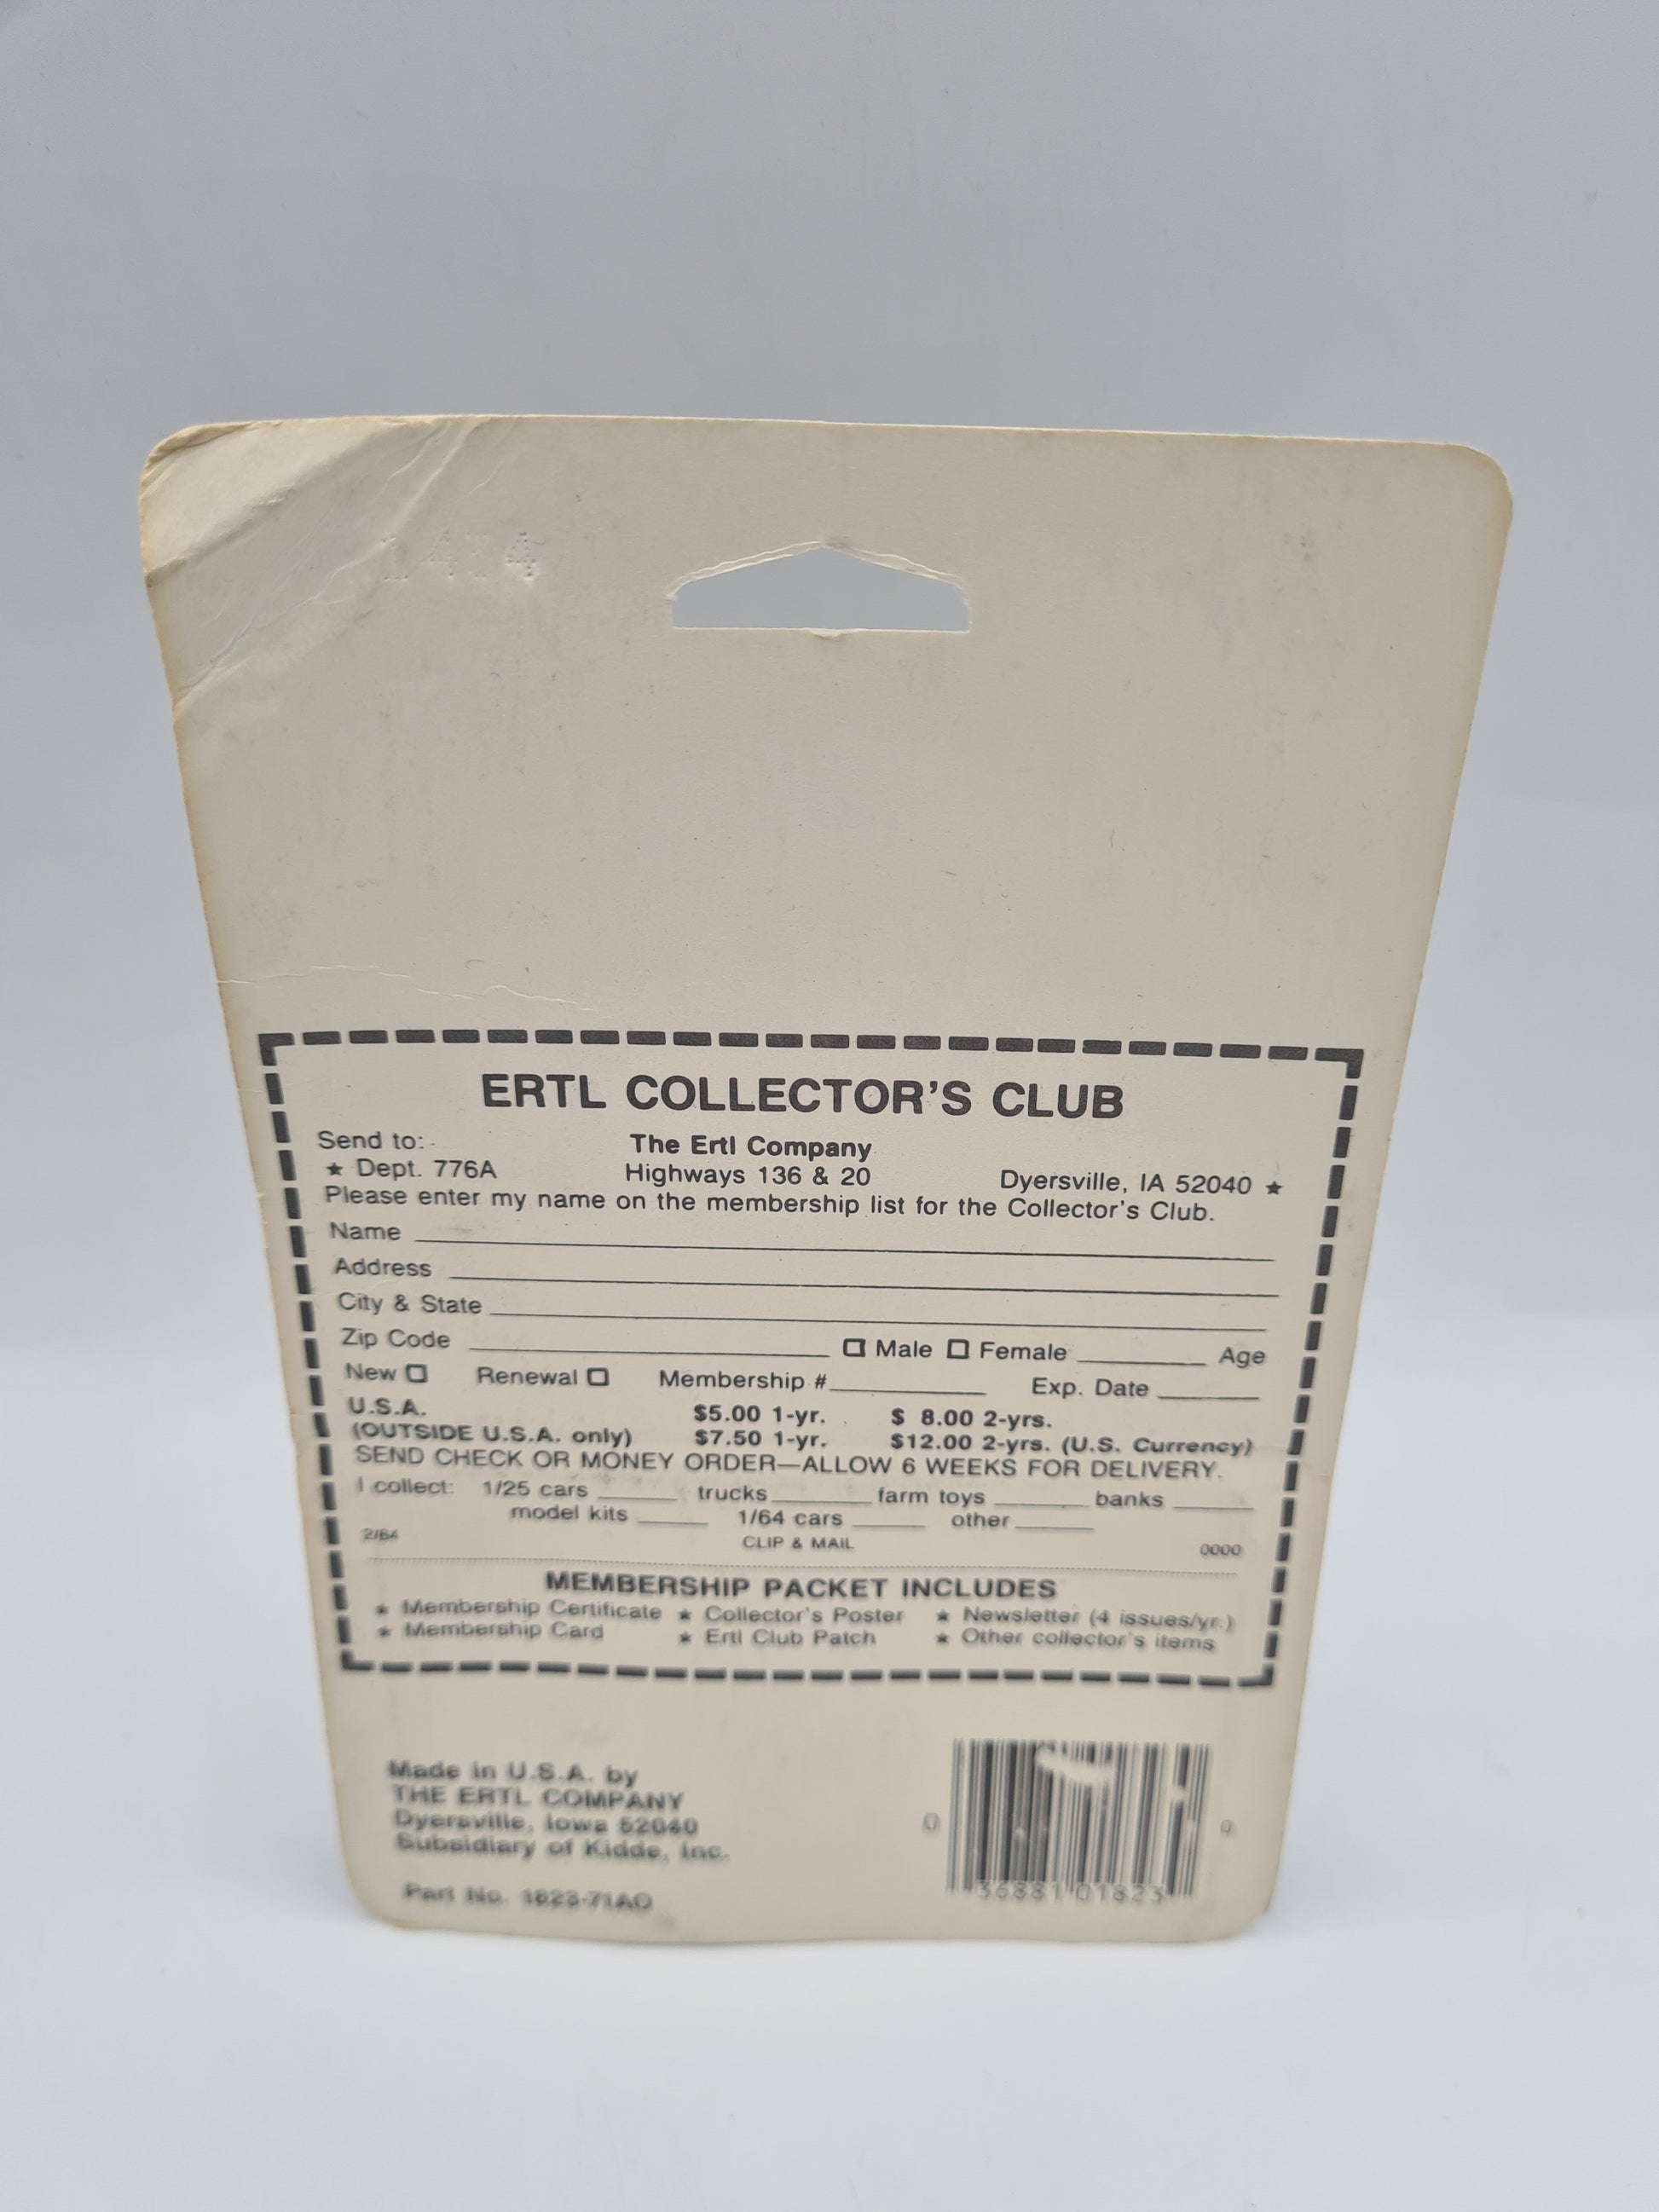 ERTL COLLECTOR'S CLUB
Send to: The Ertl Company
★ Dept. 776A Highways 136 & 20 Dyersville, IA 52040 ★
Please enter my name on the membership list for the Collector's Club.
Name
Address
City & State
Zip Code Male Female Age
New Renewal Membership # Exp. Date
U.S.A. $5.00 1-yr. $ 8.00 2-yrs.
(OUTSIDE U.S.A. only) $7.50 1-yr. $12.00 2-yrs. (U.S. Currency)
SEND CHECK OR MONEY ORDER—ALLOW 6 WEEKS FOR DELIVERY.
I collect: 1/25 cars trucks farm toys banks
model kits 1/64 cars other
CLIP & MAIL 0000
MEMBERSHIP PACKET INCLUDES
★ Membership Certificate ★ Collector's Poster ★ Newsletter (4 issues/yr.)
★ Membership Card ★ Ertl Club Patch ★ Other collector's items
Made in U.S.A. by
THE ERTL COMPANY
Dyersville, Iowa 52040
Subsidiary of Kidde, Inc.
Part No. 1823-71AO
0 36881 01823 0